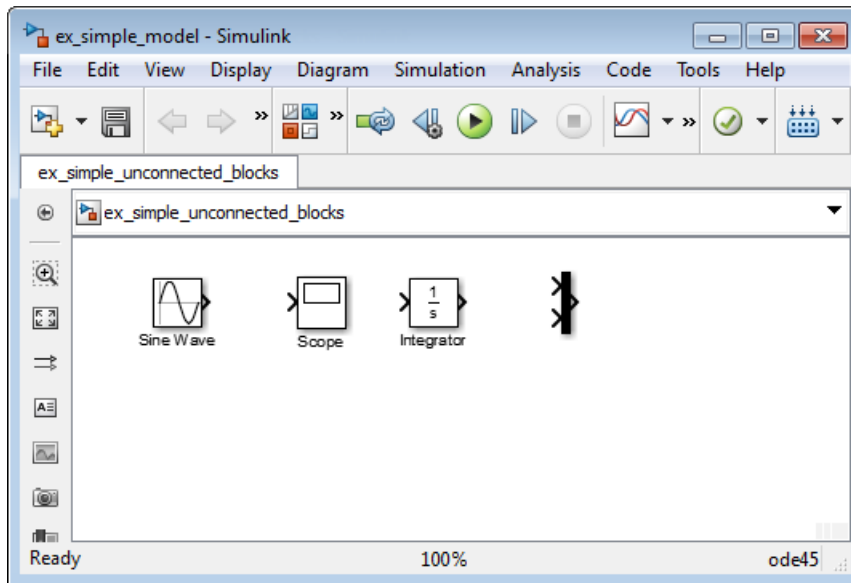 ex_simple_model - Simulink
File Edit View Display Diagram Simulation Analysis Code Tools Help
ex_simple_unconnected_blocks
ex_simple_unconnected_blocks
1
s
Sine Wave Scope Integrator
Ready 100% ode45